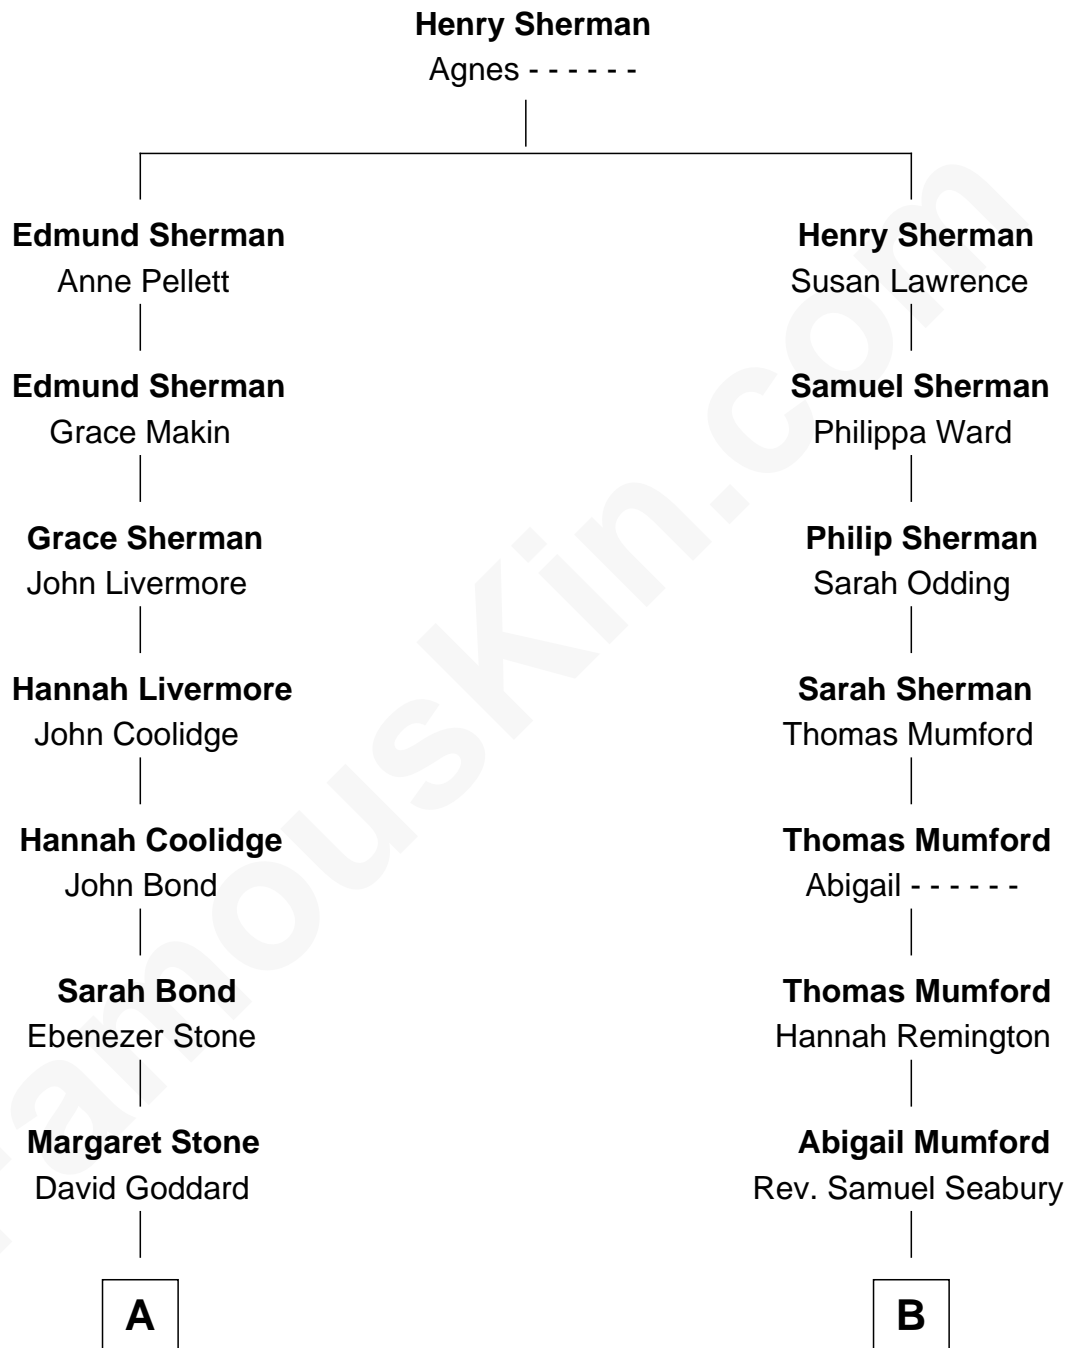 Henry Sherman
Agnes - - - - - -
Edmund Sherman
Anne Pellett
Henry Sherman
Susan Lawrence
Edmund Sherman
Grace Makin
Samuel Sherman
Philippa Ward
Grace Sherman
John Livermore
Philip Sherman
Sarah Odding
Hannah Livermore
John Coolidge
Sarah Sherman
Thomas Mumford
Hannah Coolidge
John Bond
Thomas Mumford
Abigail - - - - - -
Sarah Bond
Ebenezer Stone
Thomas Mumford
Hannah Remington
Margaret Stone
David Goddard
Abigail Mumford
Rev. Samuel Seabury
A
B
FamousKin.com